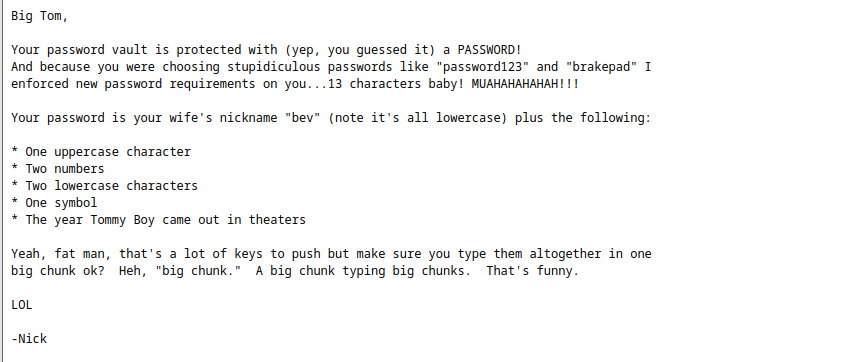 Big Tom,
Your password vault is protected with (yep, you guessed it) a PASSWORD!
And because you were choosing stupidiculous passwords like "password123" and "brakepad" I
enforced new password requirements on you...13 characters baby! MUAHAHAHAHAH!!!
Your password is your wife's nickname "bev" (note it's all lowercase) plus the following:
* One uppercase character
* Two numbers
* Two lowercase characters
* One symbol
* The year Tommy Boy came out in theaters
Yeah, fat man, that's a lot of keys to push but make sure you type them altogether in one
big chunk ok?  Heh, "big chunk."  A big chunk typing big chunks.  That's funny.
LOL
-Nick